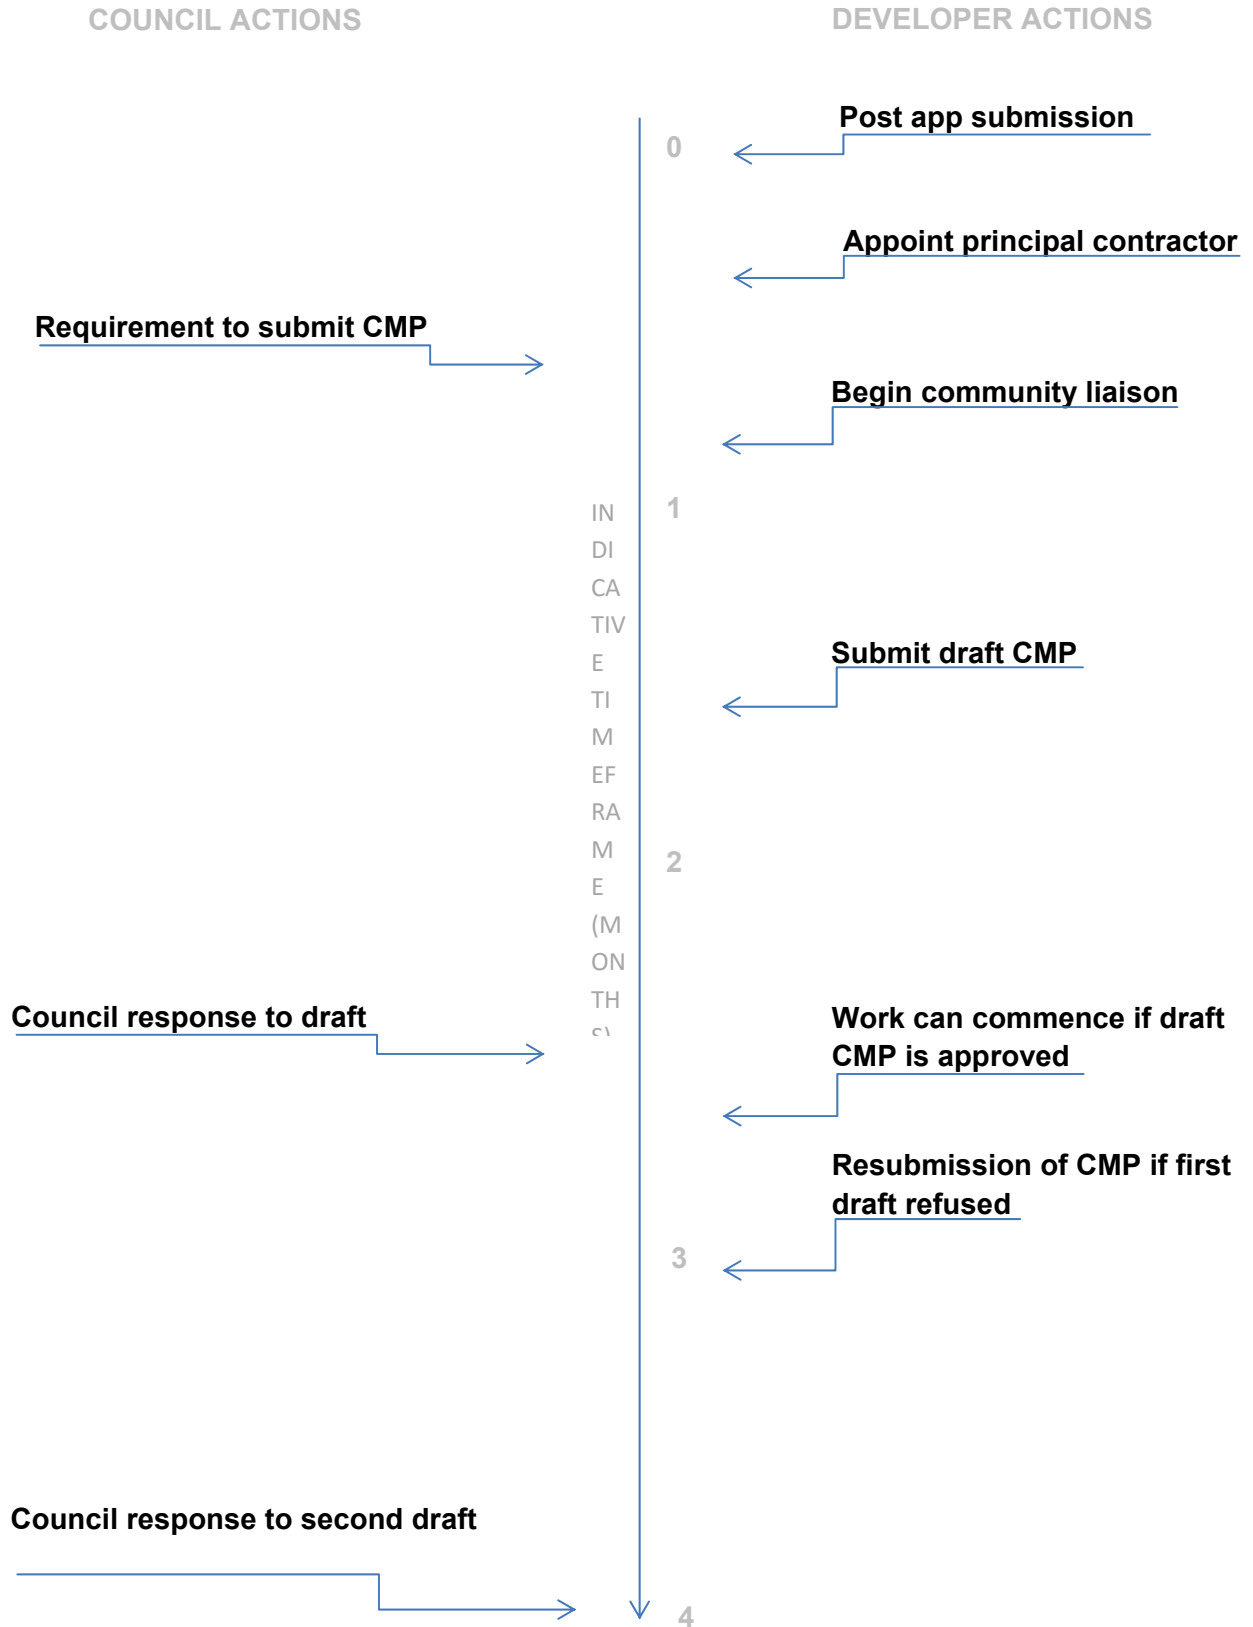 COUNCIL ACTIONS
DEVELOPER ACTIONS
Post app submission
0
Appoint principal contractor
Requirement to submit CMP
Begin community liaison
1
IN
DI
CA
TIV
E
TI
M
EF
RA
M
E
(M
ON
TH
S)
Submit draft CMP
2
Council response to draft
Work can commence if draft
CMP is approved
Resubmission of CMP if first
draft refused
3
Council response to second draft
4